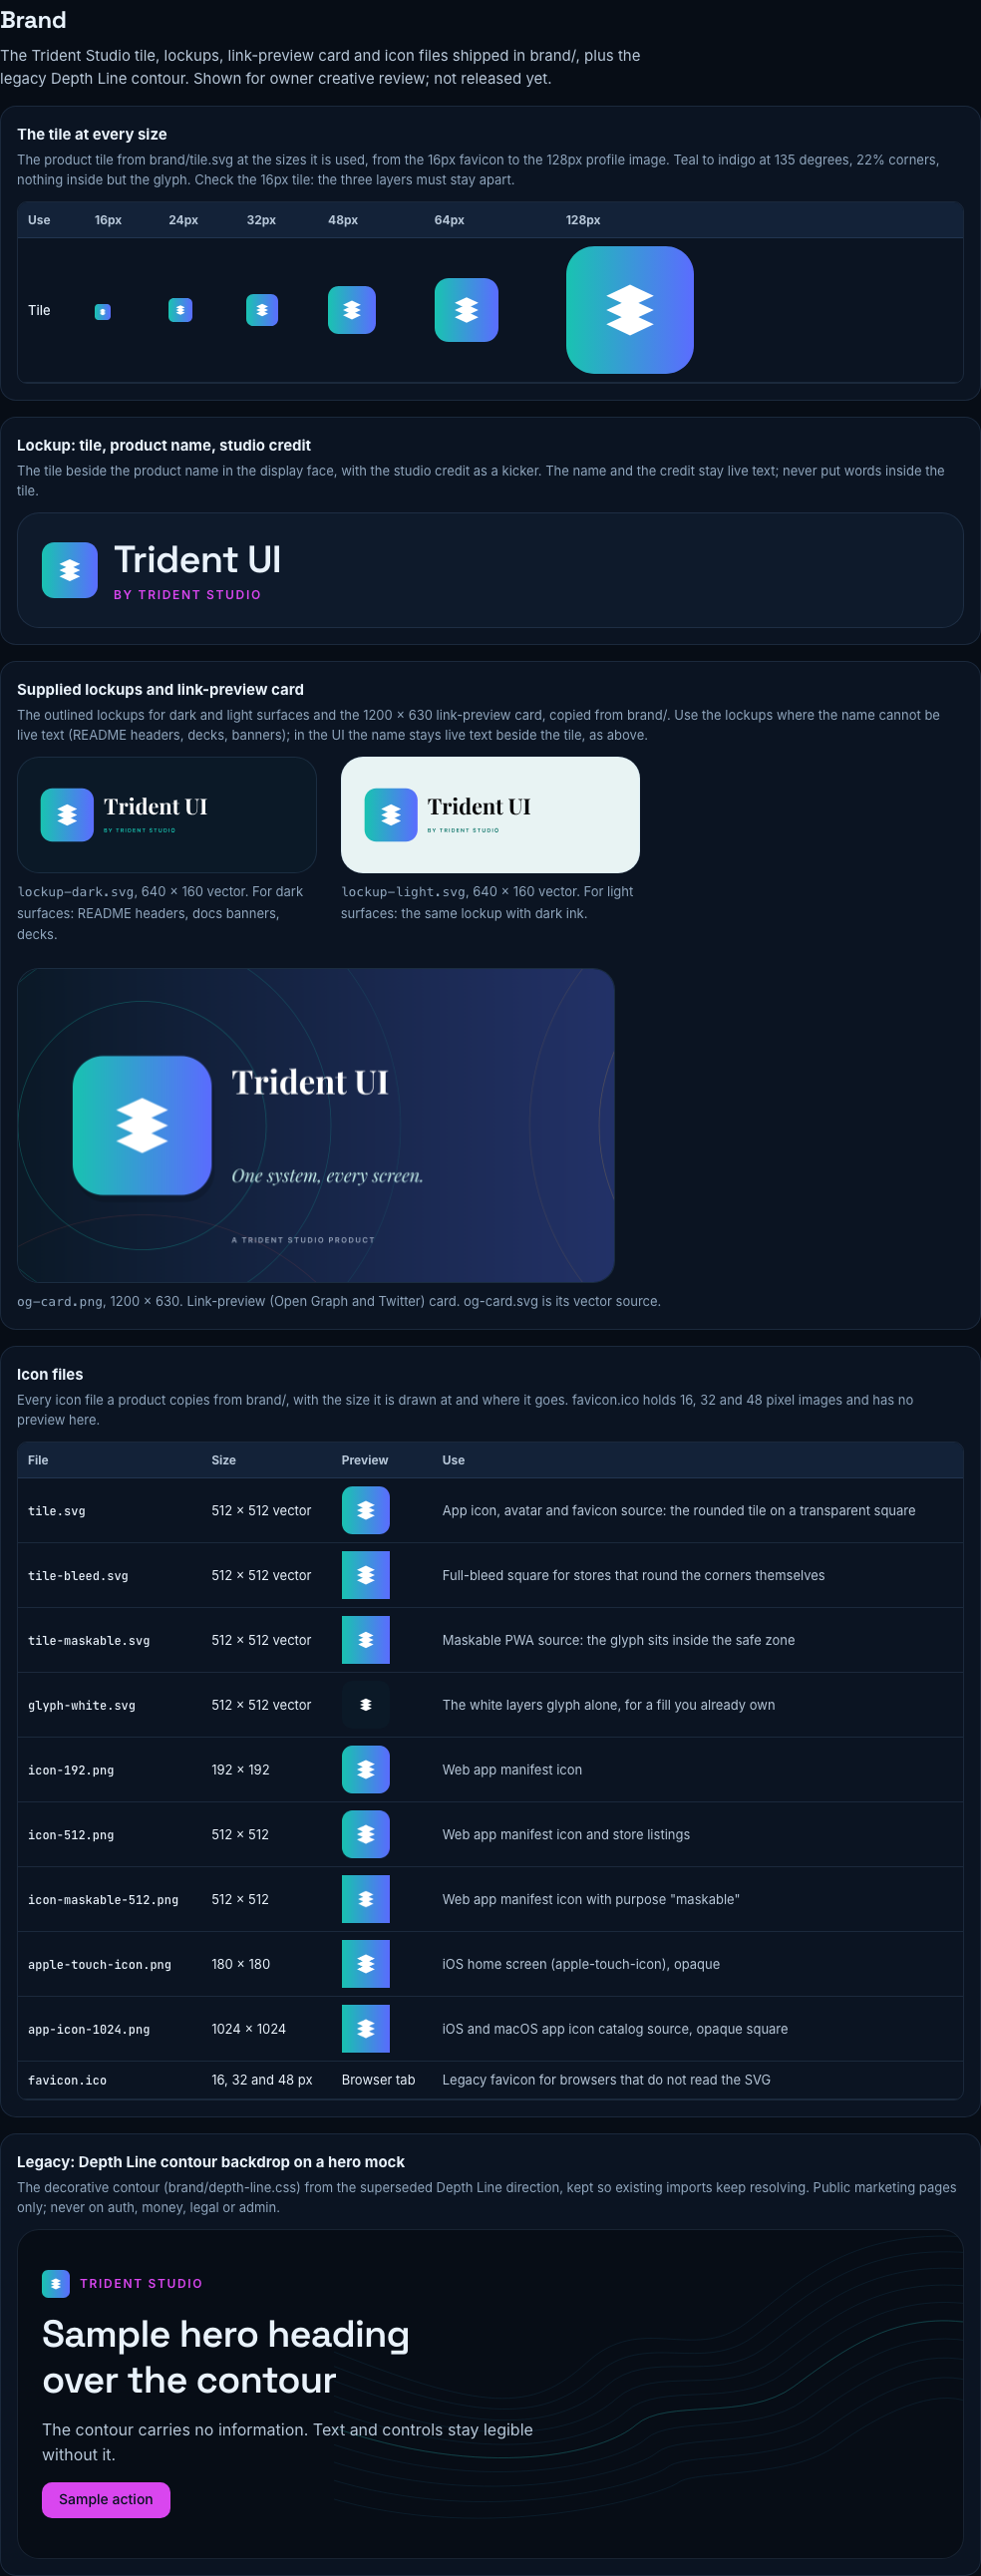 Brand
The Trident Studio tile, lockups, link-preview card and icon files shipped in brand/, plus the
legacy Depth Line contour. Shown for owner creative review; not released yet.
The tile at every size
The product tile from brand/tile.svg at the sizes it is used, from the 16px favicon to the 128px profile image. Teal to indigo at 135 degrees, 22% corners,
nothing inside but the glyph. Check the 16px tile: the three layers must stay apart.
Use 16px 24px 32px 48px 64px 128px
Tile
Lockup: tile, product name, studio credit
The tile beside the product name in the display face, with the studio credit as a kicker. The name and the credit stay live text; never put words inside the
tile.
Trident UI
BY TRIDENT STUDIO
Supplied lockups and link-preview card
The outlined lockups for dark and light surfaces and the 1200 × 630 link-preview card, copied from brand/. Use the lockups where the name cannot be
live text (README headers, decks, banners); in the UI the name stays live text beside the tile, as above.
Trident UI
BY TRIDENT STUDIO
Trident UI
BY TRIDENT STUDIO
lockup-dark.svg, 640 × 160 vector. For dark
surfaces: README headers, docs banners,
decks.
lockup-light.svg, 640 × 160 vector. For light
surfaces: the same lockup with dark ink.
Trident UI
One system, every screen.
A TRIDENT STUDIO PRODUCT
og-card.png, 1200 × 630. Link-preview (Open Graph and Twitter) card. og-card.svg is its vector source.
Icon files
Every icon file a product copies from brand/, with the size it is drawn at and where it goes. favicon.ico holds 16, 32 and 48 pixel images and has no
preview here.
File Size Preview Use
tile.svg 512 × 512 vector App icon, avatar and favicon source: the rounded tile on a transparent square
tile-bleed.svg 512 × 512 vector Full-bleed square for stores that round the corners themselves
tile-maskable.svg 512 × 512 vector Maskable PWA source: the glyph sits inside the safe zone
glyph-white.svg 512 × 512 vector The white layers glyph alone, for a fill you already own
icon-192.png 192 × 192 Web app manifest icon
icon-512.png 512 × 512 Web app manifest icon and store listings
icon-maskable-512.png 512 × 512 Web app manifest icon with purpose "maskable"
apple-touch-icon.png 180 × 180 iOS home screen (apple-touch-icon), opaque
app-icon-1024.png 1024 × 1024 iOS and macOS app icon catalog source, opaque square
favicon.ico 16, 32 and 48 px Browser tab Legacy favicon for browsers that do not read the SVG
Legacy: Depth Line contour backdrop on a hero mock
The decorative contour (brand/depth-line.css) from the superseded Depth Line direction, kept so existing imports keep resolving. Public marketing pages
only; never on auth, money, legal or admin.
TRIDENT STUDIO
Sample hero heading
over the contour
The contour carries no information. Text and controls stay legible
without it.
Sample action